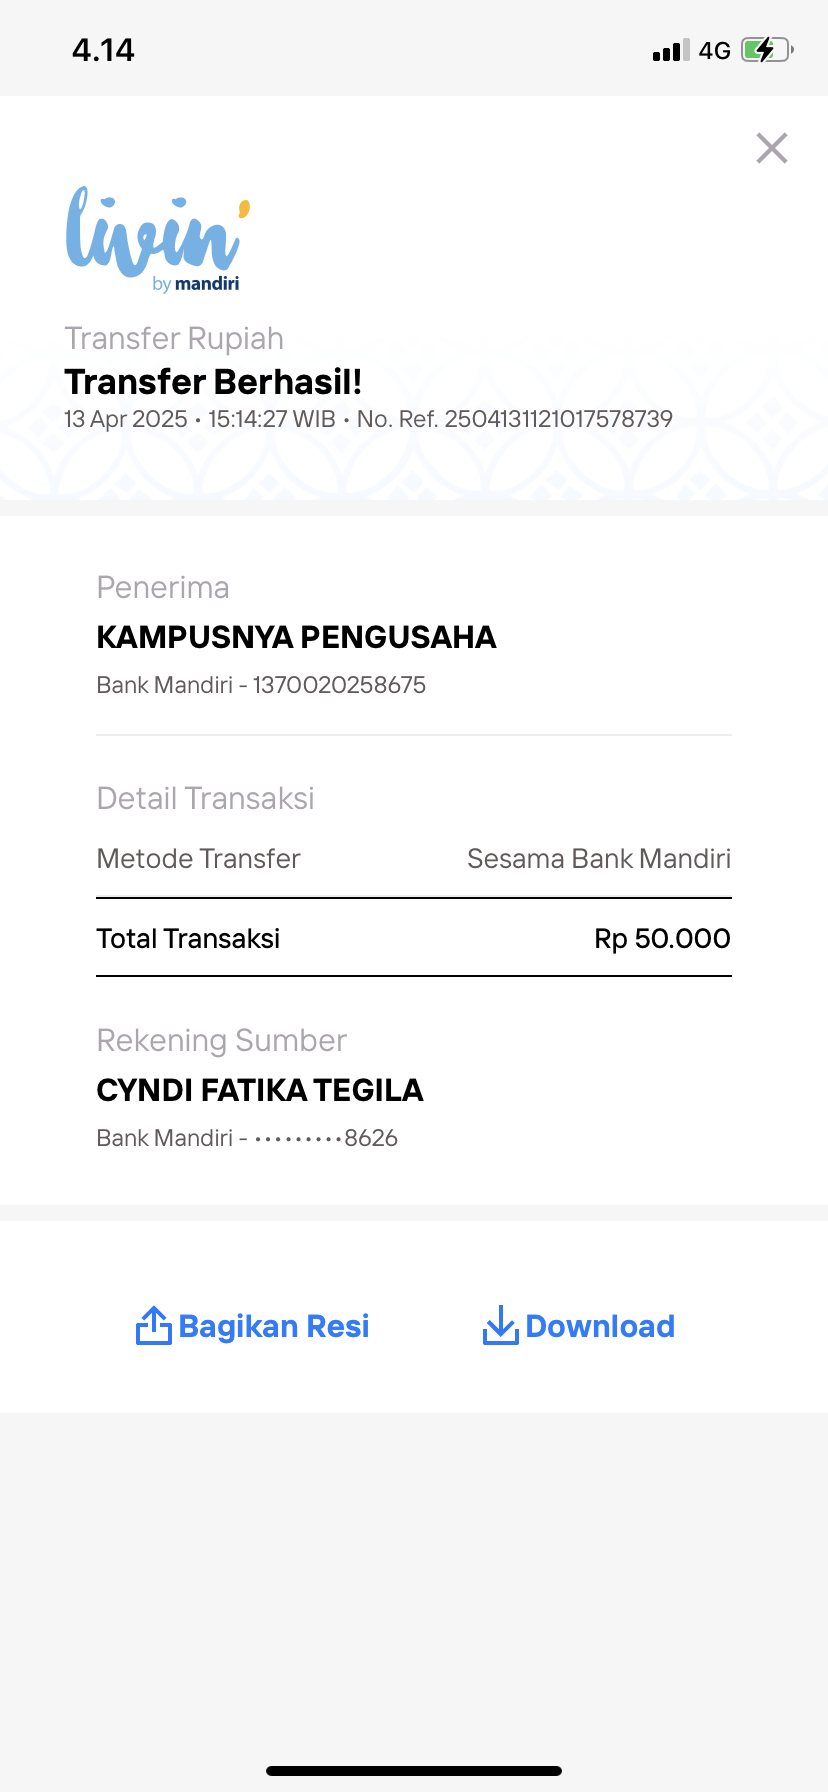 4.14
4G
livin'
by mandiri
Transfer Rupiah
Transfer Berhasil!
13 Apr 2025 • 15:14:27 WIB • No. Ref. 2504131121017578739
Penerima
KAMPUSNYA PENGUSAHA
Bank Mandiri - 1370020258675
Detail Transaksi
Metode Transfer Sesama Bank Mandiri
Total Transaksi Rp 50.000
Rekening Sumber
CYNDI FATIKA TEGILA
Bank Mandiri - •••••••••8626
Bagikan Resi Download